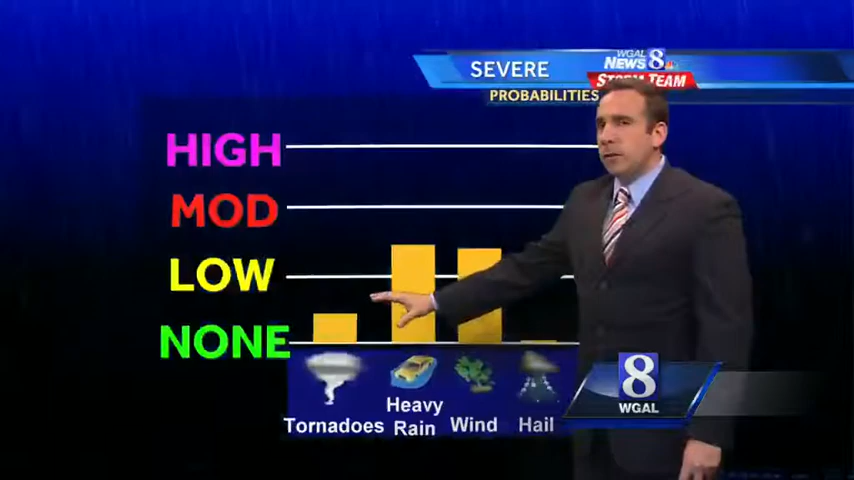 WGAL
NEWS 8
SEVERE
STORM TEAM
PROBABILITIES
HIGH
MOD
LOW
NONE
Tornadoes
Heavy
Rain
Wind
Hail
8
WGAL